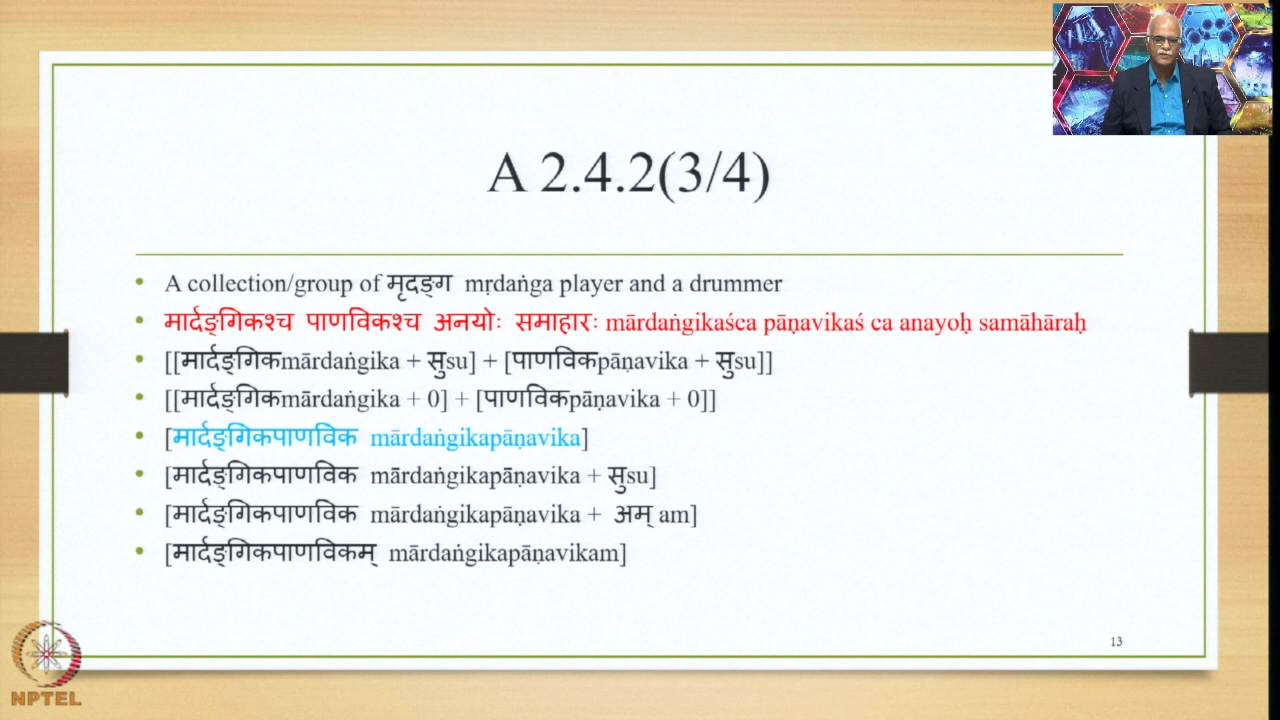 A 2.4.2(3/4)
• A collection/group of मृदङ्ग mṛdaṅga player and a drummer
• मार्दङ्गिकश्च पाणविकश्च अनयोः समाहारः mārdaṅgikaśca pāṇavikaś ca anayoḥ samāhāraḥ
• [[मार्दङ्गिकmārdaṅgika + सुsu] + [पाणविकpāṇavika + सुsu]]
• [[मार्दङ्गिकmārdaṅgika + 0] + [पाणविकpāṇavika + 0]]
• [मार्दङ्गिकपाणविक mārdaṅgikapāṇavika]
• [मार्दङ्गिकपाणविक mārdaṅgikapāṇavika + सुsu]
• [मार्दङ्गिकपाणविक mārdaṅgikapāṇavika + अम् am]
• [मार्दङ्गिकपाणविकम् mārdaṅgikapāṇavikam]
13
NPTEL